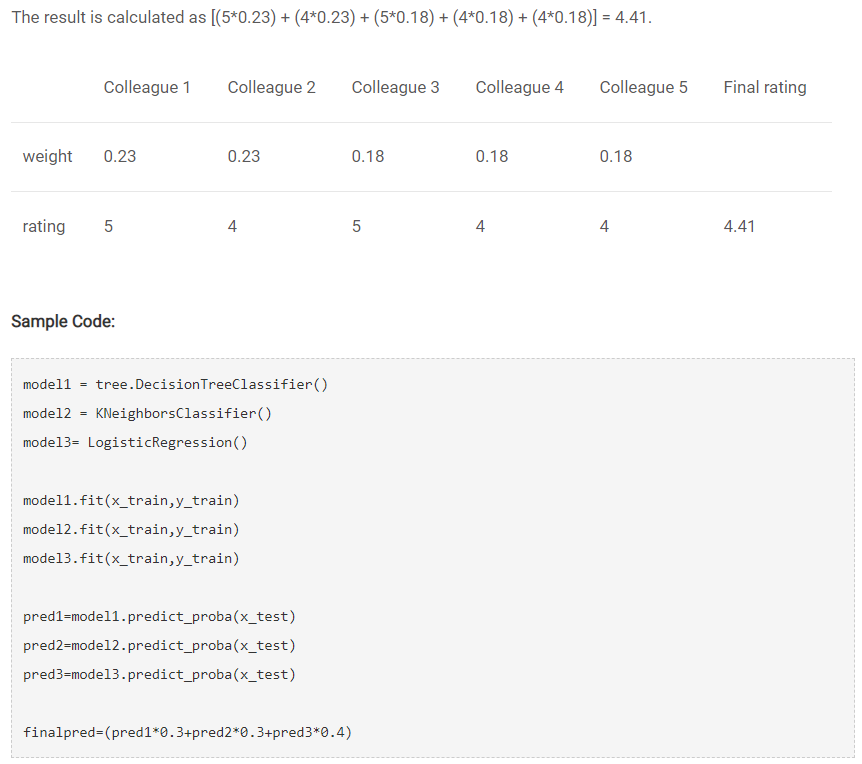 The result is calculated as [(5*0.23) + (4*0.23) + (5*0.18) + (4*0.18) + (4*0.18)] = 4.41.
Colleague 1 Colleague 2 Colleague 3 Colleague 4 Colleague 5 Final rating
weight 0.23 0.23 0.18 0.18 0.18
rating 5 4 5 4 4 4.41
Sample Code:
model1 = tree.DecisionTreeClassifier()
model2 = KNeighborsClassifier()
model3= LogisticRegression()
model1.fit(x_train,y_train)
model2.fit(x_train,y_train)
model3.fit(x_train,y_train)
pred1=model1.predict_proba(x_test)
pred2=model2.predict_proba(x_test)
pred3=model3.predict_proba(x_test)
finalpred=(pred1*0.3+pred2*0.3+pred3*0.4)